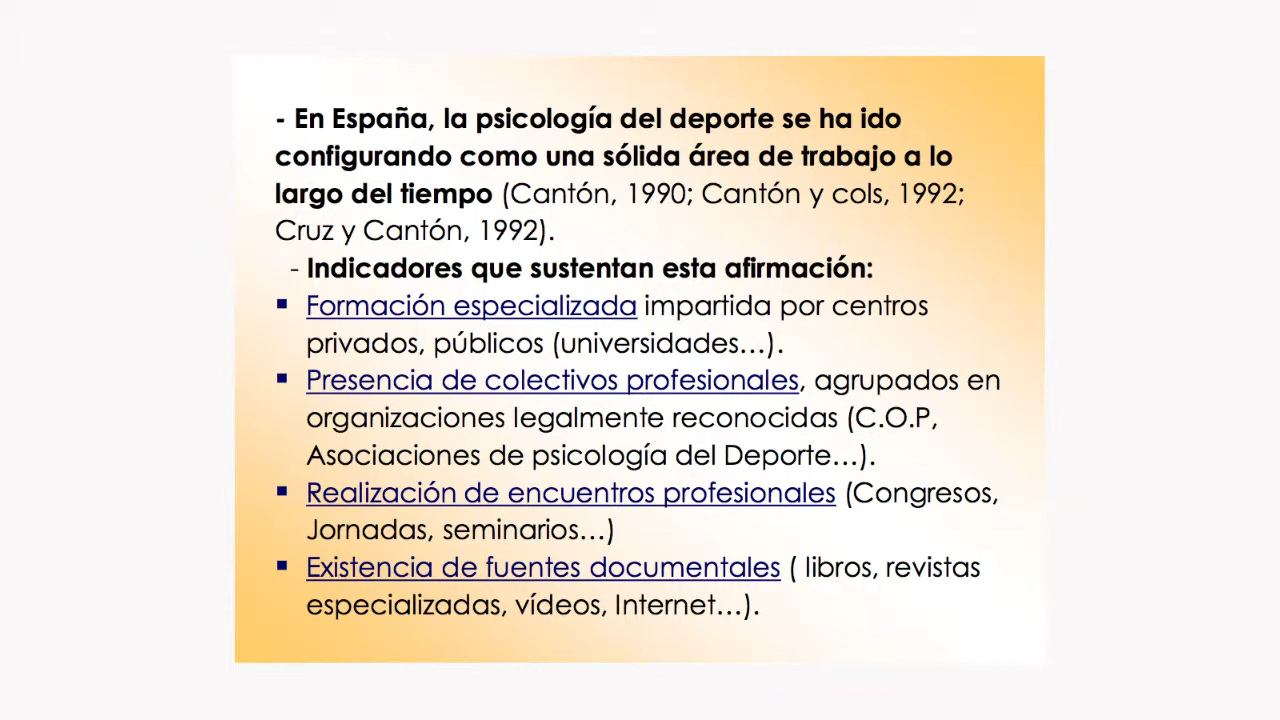 - En España, la psicología del deporte se ha ido
configurando como una sólida área de trabajo a lo
largo del tiempo (Cantón, 1990; Cantón y cols, 1992;
Cruz y Cantón, 1992).
- Indicadores que sustentan esta afirmación:
▪ Formación especializada impartida por centros
privados, públicos (universidades...).
▪ Presencia de colectivos profesionales, agrupados en
organizaciones legalmente reconocidas (C.O.P,
Asociaciones de psicología del Deporte...).
▪ Realización de encuentros profesionales (Congresos,
Jornadas, seminarios...)
▪ Existencia de fuentes documentales ( libros, revistas
especializadas, vídeos, Internet...).